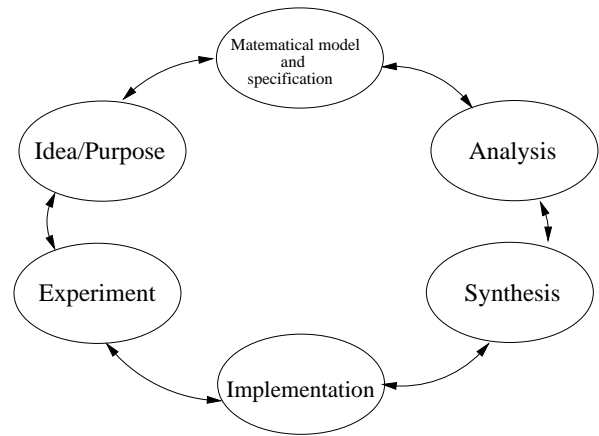 Matematical model
and
specification
Idea/Purpose
Analysis
Experiment
Synthesis
Implementation